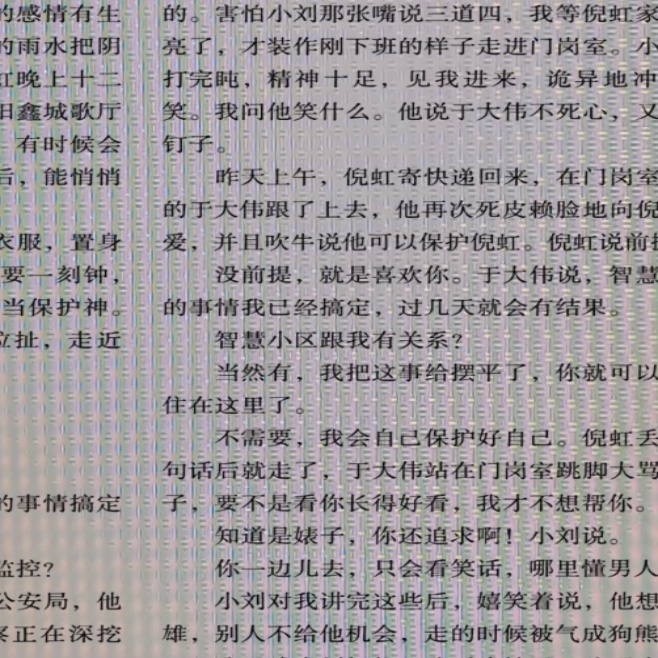 的感情有生
的雨水把阴
虹晚上十二
阳鑫城歌厅
有时候会
后，能悄悄
衣服，置身
要一刻钟，
当保护神。
拉扯，走近
的事情搞定
监控？
公安局，他
正在深挖
的。害怕小刘那张嘴说三道四，我等倪虹家
亮了，才装作刚下班的样子走进门岗室。小
打完盹，精神十足，见我进来，诡异地冲
笑。我问他笑什么。他说于大伟不死心，又
钉子。
昨天上午，倪虹寄快递回来，在门岗室
的于大伟跟了上去，他再次死皮赖脸地向倪
爱，并且吹牛说他可以保护倪虹。倪虹说前提
没前提，就是喜欢你。于大伟说，智慧
的事情我已经搞定，过几天就会有结果。
智慧小区跟我有关系？
当然有，我把这事给摆平了，你就可以
住在这里了。
不需要，我会自己保护好自己。倪虹丢
句话后就走了，于大伟站在门岗室跳脚大骂
子，要不是看你长得好看，我才不想帮你。
知道是婊子，你还追求啊！小刘说。
你一边儿去，只会看笑话，哪里懂男人
小刘对我讲完这些后，嬉笑着说，他想
雄，别人不给他机会，走的时候被气成狗熊